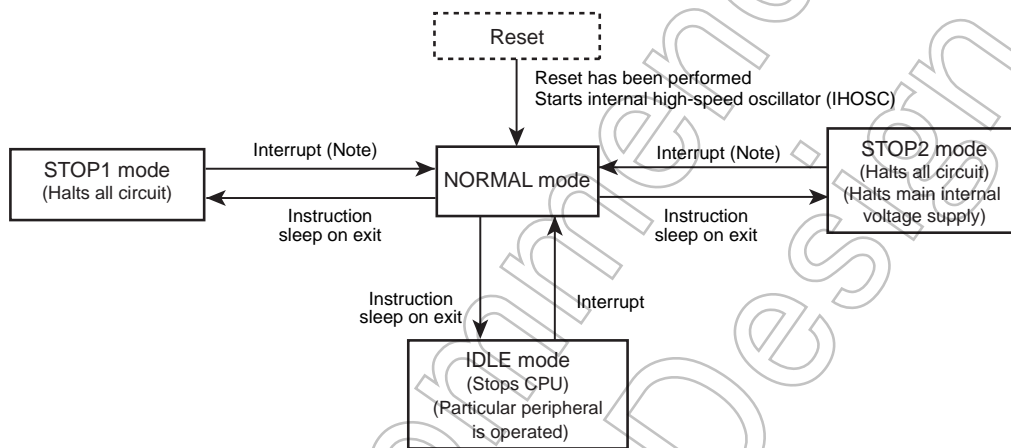 Reset
Reset has been performed
Starts internal high-speed oscillator (IHOSC)
STOP1 mode
(Halts all circuit)
Interrupt (Note)
Instruction
sleep on exit
NORMAL mode
Interrupt (Note)
Instruction
sleep on exit
STOP2 mode
(Halts all circuit)
(Halts main internal
voltage supply)
Instruction
sleep on exit
Interrupt
IDLE mode
(Stops CPU)
(Particular peripheral
is operated)
Design